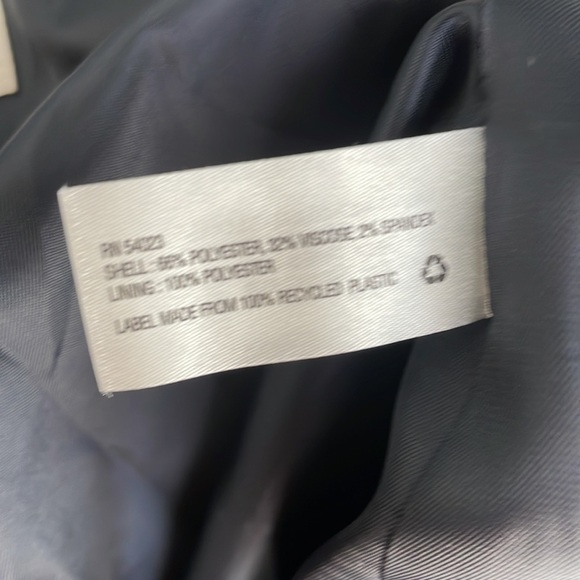 RN 54023
SHELL : 66% POLYESTER, 32% VISCOSE, 2% SPANDEX
LINING : 100% POLYESTER
LABEL MADE FROM 100% RECYCLED PLASTIC